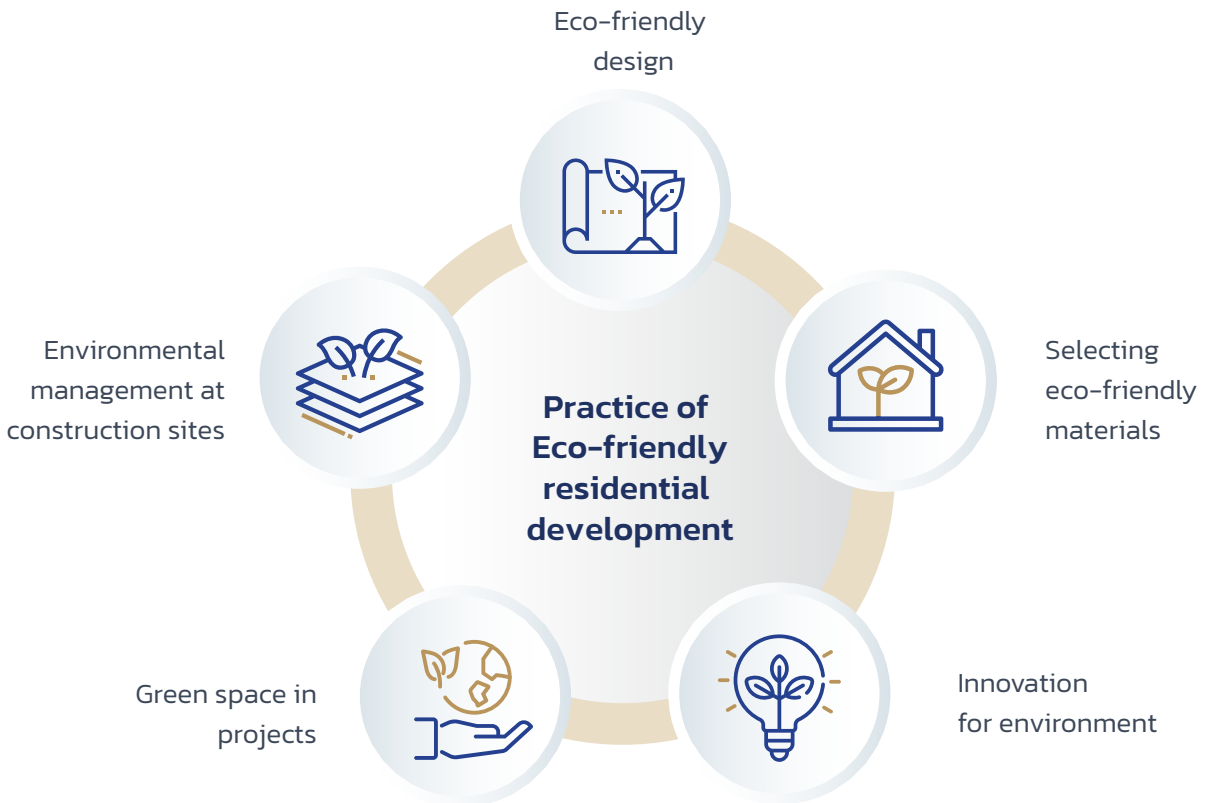 Eco-friendly
design
Environmental
management at
construction sites
Selecting
eco-friendly
materials
Practice of
Eco-friendly
residential
development
Green space in
projects
Innovation
for environment